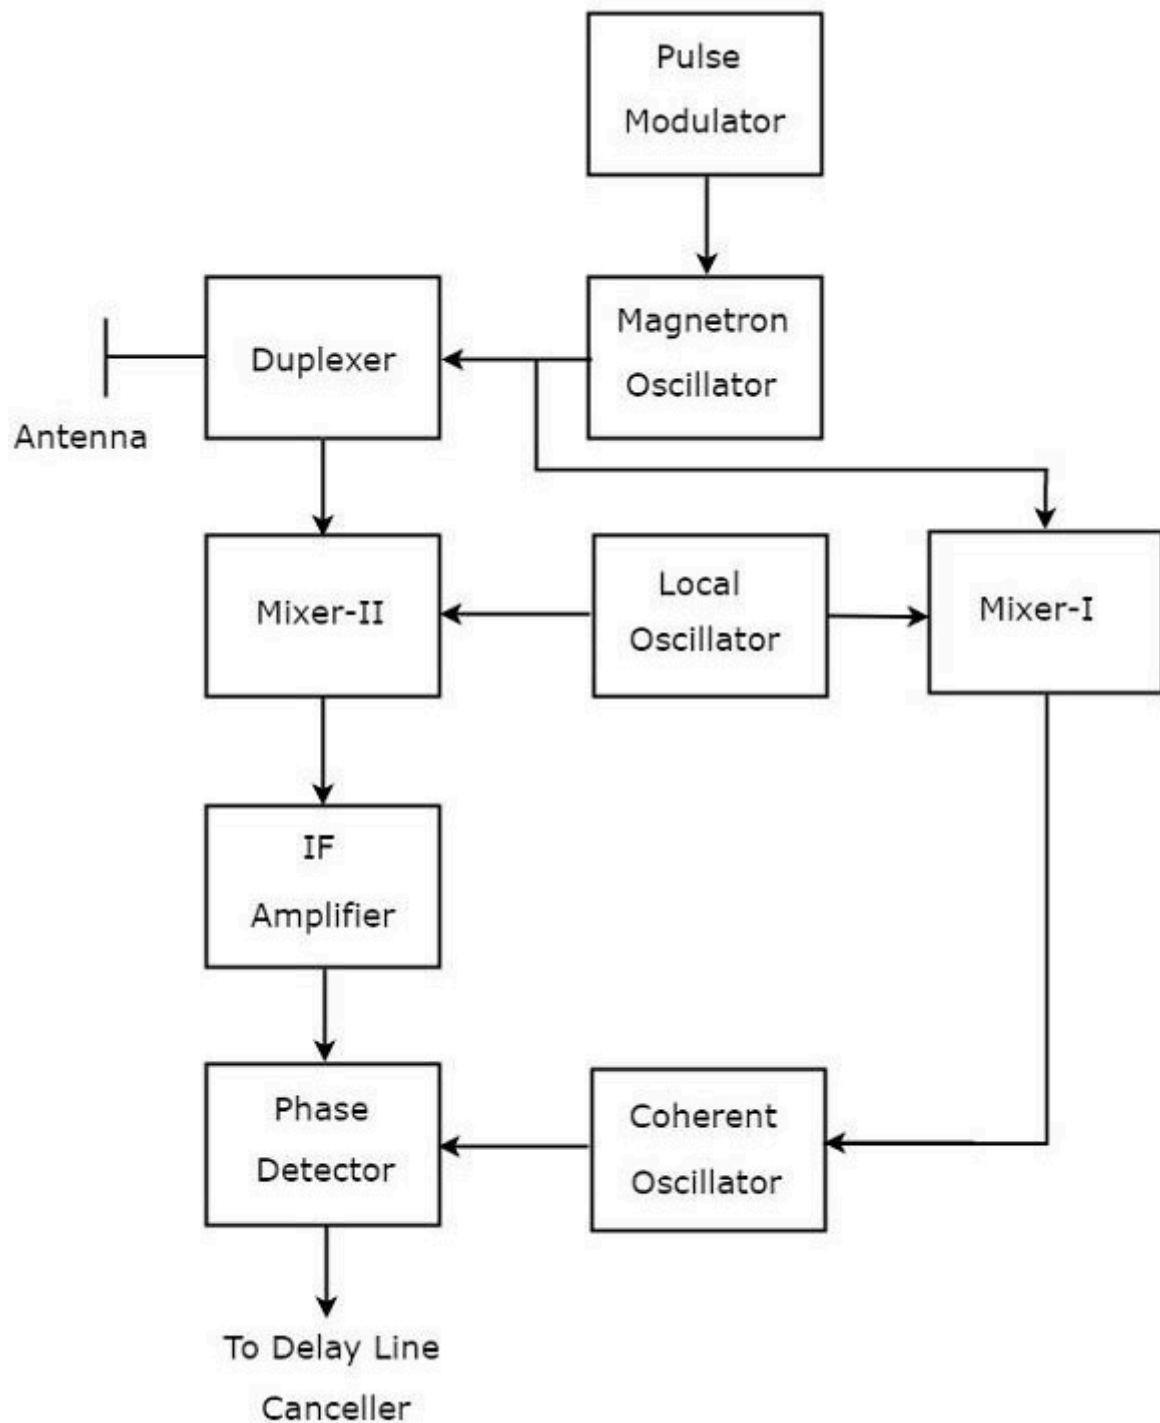 Pulse
Modulator
Magnetron
Oscillator
Duplexer
Antenna
Mixer-II
Local
Oscillator
Mixer-I
IF
Amplifier
Phase
Detector
Coherent
Oscillator
To Delay Line
Canceller